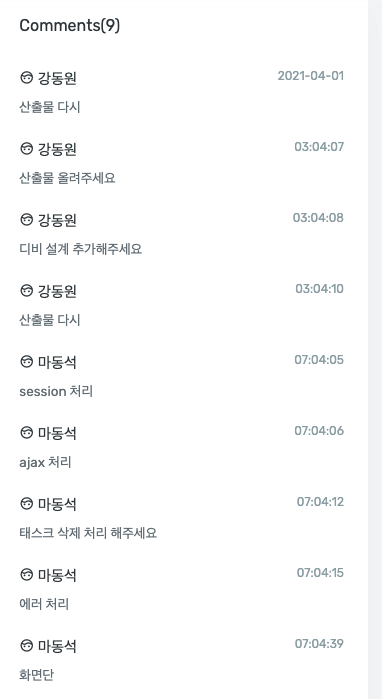 Comments(9)
강동원 2021-04-01
산출물 다시
강동원 03:04:07
산출물 올려주세요
강동원 03:04:08
디비 설계 추가해주세요
강동원 03:04:10
산출물 다시
마동석 07:04:05
session 처리
마동석 07:04:06
ajax 처리
마동석 07:04:12
태스크 삭제 처리 해주세요
마동석 07:04:15
에러 처리
마동석 07:04:39
화면단